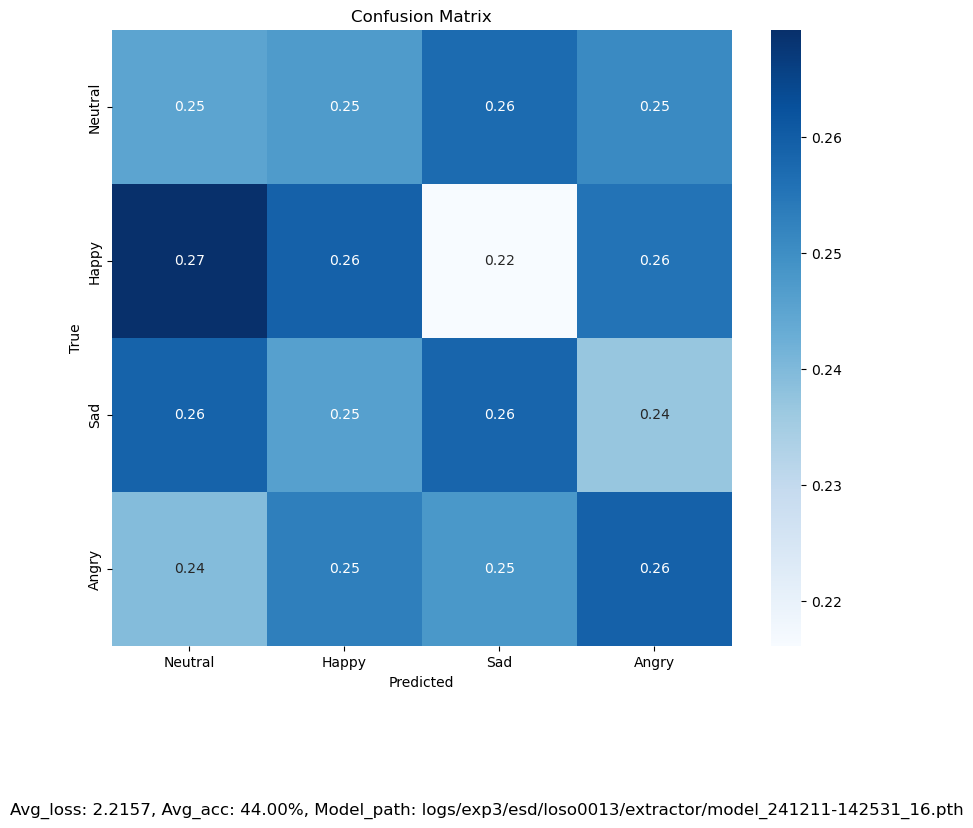 Confusion Matrix
Neutral
0.25 0.25 0.26 0.25
0.26
Happy
0.27 0.26 0.22 0.26
0.25
True
0.24
Sad
0.26 0.25 0.26 0.24
0.23
Angry
0.24 0.25 0.25 0.26
0.22
Neutral Happy Sad Angry
Predicted
Avg_loss: 2.2157, Avg_acc: 44.00%, Model_path: logs/exp3/esd/loso0013/extractor/model_241211-142531_16.pth